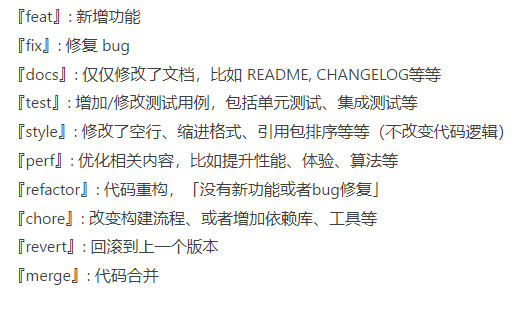 『feat』: 新增功能
『fix』: 修复 bug
『docs』: 仅仅修改了文档，比如 README, CHANGELOG等等
『test』: 增加/修改测试用例，包括单元测试、集成测试等
『style』: 修改了空行、缩进格式、引用包排序等等（不改变代码逻辑）
『perf』: 优化相关内容，比如提升性能、体验、算法等
『refactor』: 代码重构，「没有新功能或者bug修复」
『chore』: 改变构建流程、或者增加依赖库、工具等
『revert』: 回滚到上一个版本
『merge』: 代码合并